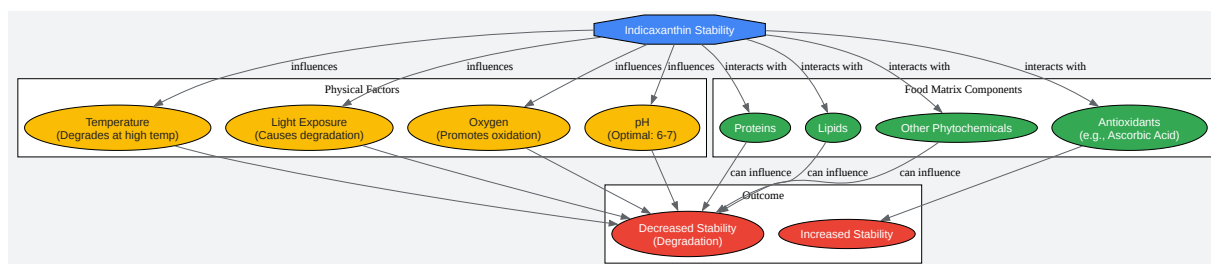 Indicaxanthin Stability
influences
influences
influences
influences
interacts with
interacts with
interacts with
interacts with
Physical Factors
Food Matrix Components
Temperature
(Degrades at high temp)
Light Exposure
(Causes degradation)
Oxygen
(Promotes oxidation)
pH
(Optimal: 6-7)
Proteins
Lipids
Other Phytochemicals
Antioxidants
(e.g., Ascorbic Acid)
can influence
can influence
can influence
Outcome
Decreased Stability
(Degradation)
Increased Stability